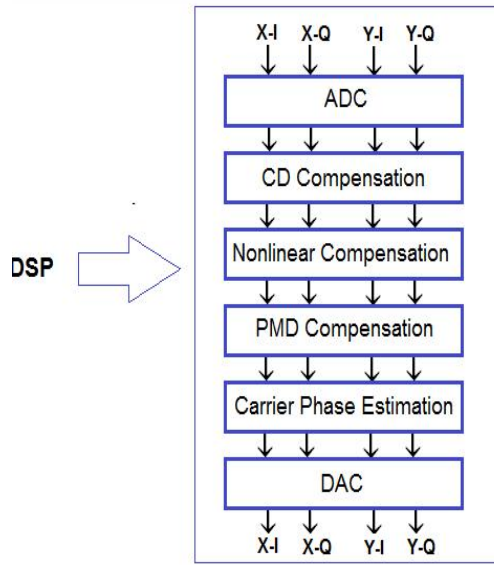 X-I X-Q Y-I Y-Q
ADC
CD Compensation
Nonlinear Compensation
DSP
PMD Compensation
Carrier Phase Estimation
DAC
X-I X-Q Y-I Y-Q